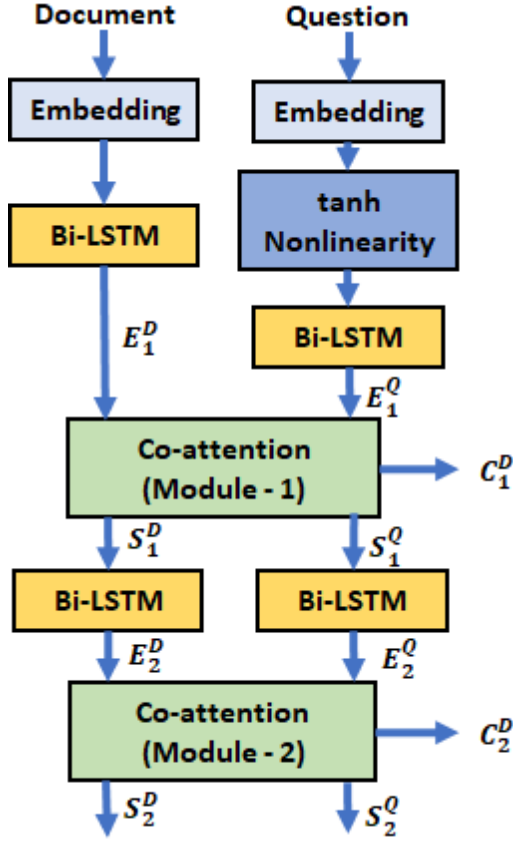 Document Question
Embedding Embedding
tanh
Nonlinearity
Bi-LSTM
Bi-LSTM
E_1^D
E_1^Q
Co-attention
(Module - 1)
C_1^D
S_1^D S_1^Q
Bi-LSTM Bi-LSTM
E_2^D E_2^Q
Co-attention
(Module - 2)
C_2^D
S_2^D S_2^Q